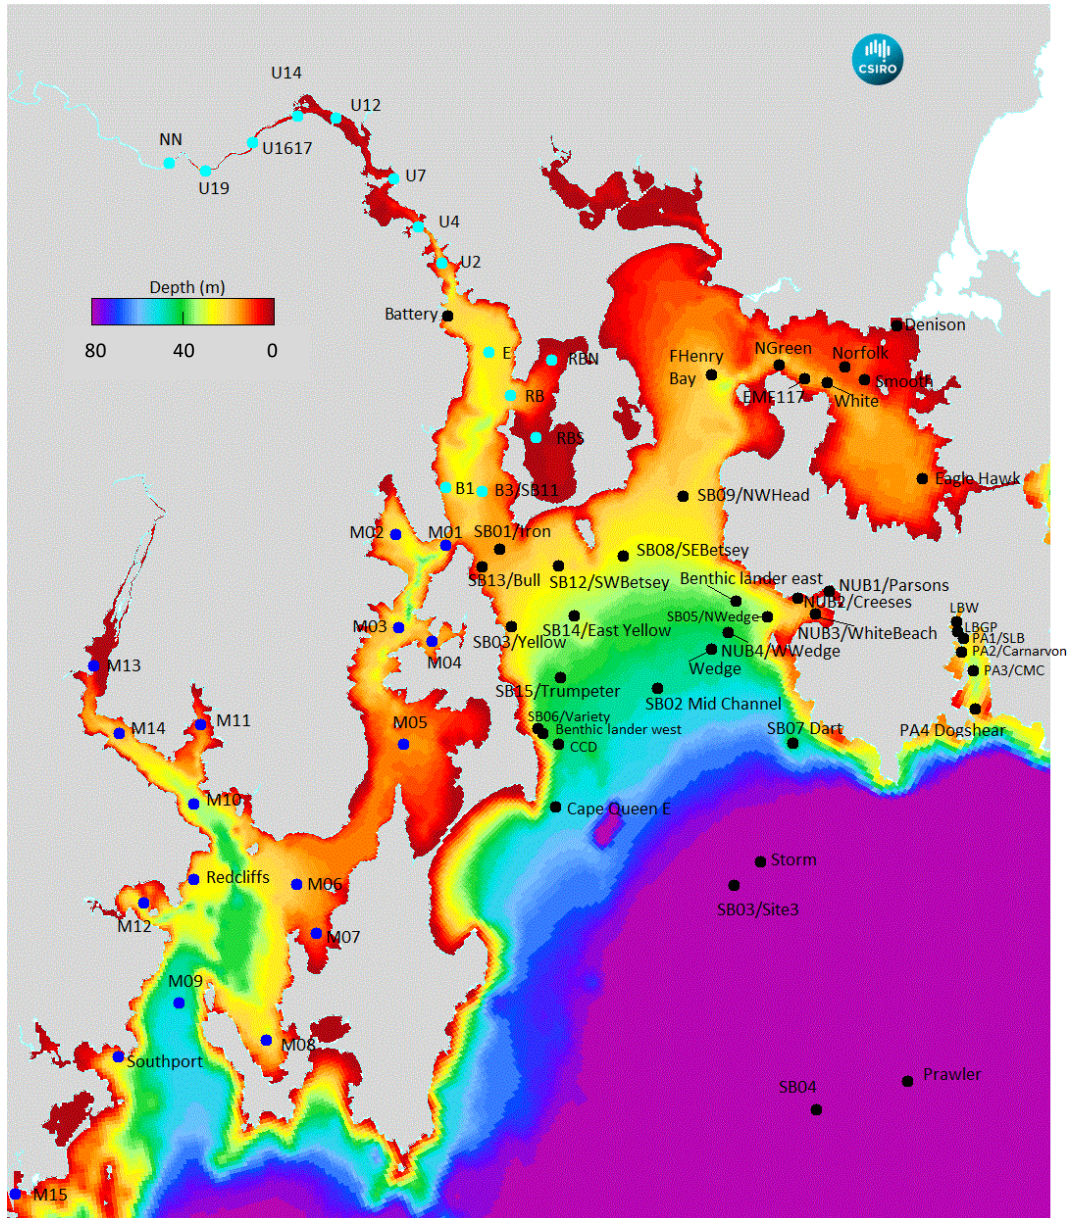 CSIRO
U14
U12
NN
U1617
U19
U7
U4
U2
Depth (m)
80 40 0
Battery
Denison
E
RBN
FHenry
Bay
NGreen
Norfolk
Smooth
EMF117
White
RB
RBS
Eagle Hawk
B1
B3/SB11
SB09/NWHead
M02
M01
SB01/Iron
SB08/SEBetsey
SB13/Bull
SB12/SWBetsey
Benthic lander east
NUB1/Parsons
NUB2/Creeses
LBW
M03
SB03/Yellow
SB14/East Yellow
SB05/NWedge
NUB3/WhiteBeach
LBGP
PA1/SLB
M04
NUB4/WWedge
PA2/Carnarvon
M13
Wedge
PA3/CMC
SB15/Trumpeter
SB02 Mid Channel
M11
M05
SB06/Variety
M14
Benthic lander west
SB07 Dart
PA4 Dogshear
CCD
M10
Cape Queen E
Storm
Redcliffs
M06
SB03/Site3
M12
M07
M09
M08
Southport
Prawler
SB04
M15